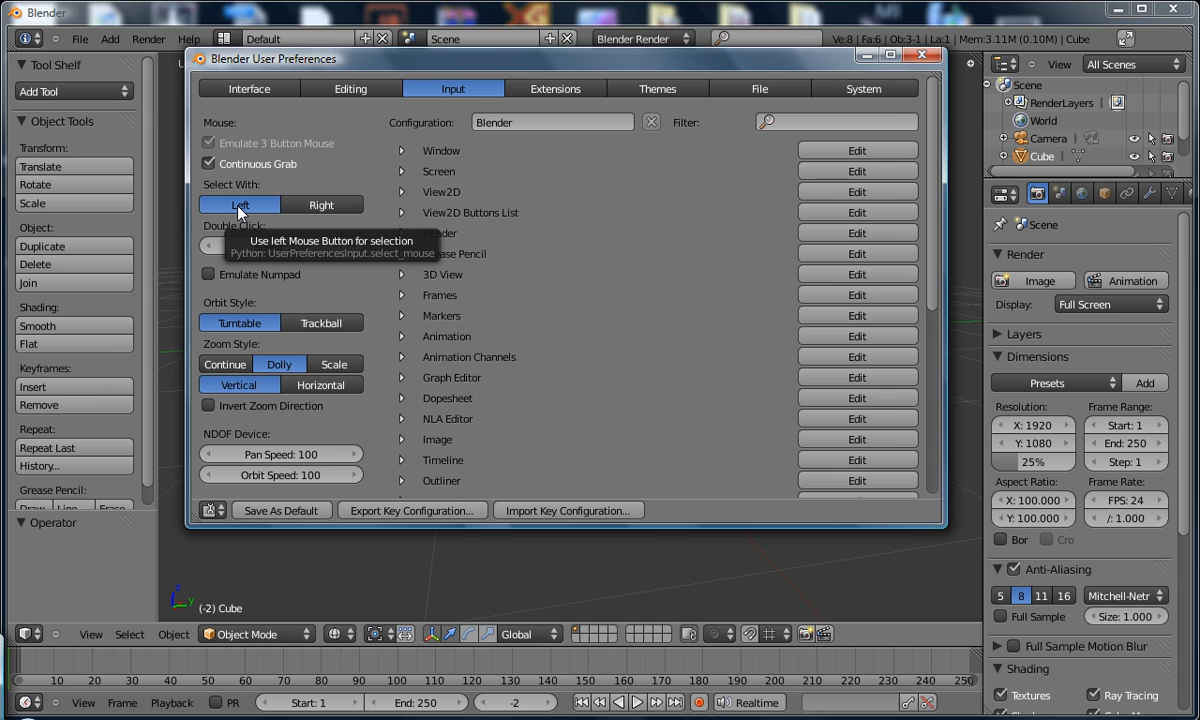 Blender
File Add Render Help Default Scene Blender Render Ve:8 | Fa:6 | Ob:3-1 | La:1 | Mem:3.11M (0.10M) | Cube
Tool Shelf
Add Tool
Object Tools
Transform:
Translate
Rotate
Scale
Object:
Duplicate
Delete
Join
Shading:
Smooth
Flat
Keyframes:
Insert
Remove
Repeat:
Repeat Last
History...
Grease Pencil:
Draw Line Erase
Operator
Blender User Preferences
Interface Editing Input Extensions Themes File System
Mouse:
Emulate 3 Button Mouse
Continuous Grab
Select With:
Left Right
Double Click:
Use left Mouse Button for selection
Python: UserPreferencesInput.select_mouse
Emulate Numpad
Orbit Style:
Turntable Trackball
Zoom Style:
Continue Dolly Scale
Vertical Horizontal
Invert Zoom Direction
NDOF Device:
Pan Speed: 100
Orbit Speed: 100
Configuration: Blender Filter:
Window Edit
Screen Edit
View2D Edit
View2D Buttons List Edit
Edit
Pencil Edit
3D View Edit
Frames Edit
Markers Edit
Animation Edit
Animation Channels Edit
Graph Editor Edit
Dopesheet Edit
NLA Editor Edit
Image Edit
Timeline Edit
Outliner Edit
Save As Default Export Key Configuration... Import Key Configuration...
View All Scenes
Scene
RenderLayers
World
Camera
Cube
Scene
Render
Image Animation
Display: Full Screen
Layers
Dimensions
Presets Add
Resolution: Frame Range:
X: 1920 Start: 1
Y: 1080 End: 250
25% Step: 1
Aspect Ratio: Frame Rate:
X: 100.000 FPS: 24
Y: 100.000 /: 1.000
Bor Cro
Anti-Aliasing
5 8 11 16 Mitchell-Netr
Full Sample Size: 1.000
Full Sample Motion Blur
Shading
Textures Ray Tracing
z
y
(-2) Cube
View Select Object Object Mode Global
10 20 30 40 50 60 70 80 90 100 110 120 130 140 150 160 170 180 190 200 210 220 230 240 250
View Frame Playback PR Start: 1 End: 250 -2 Realtime